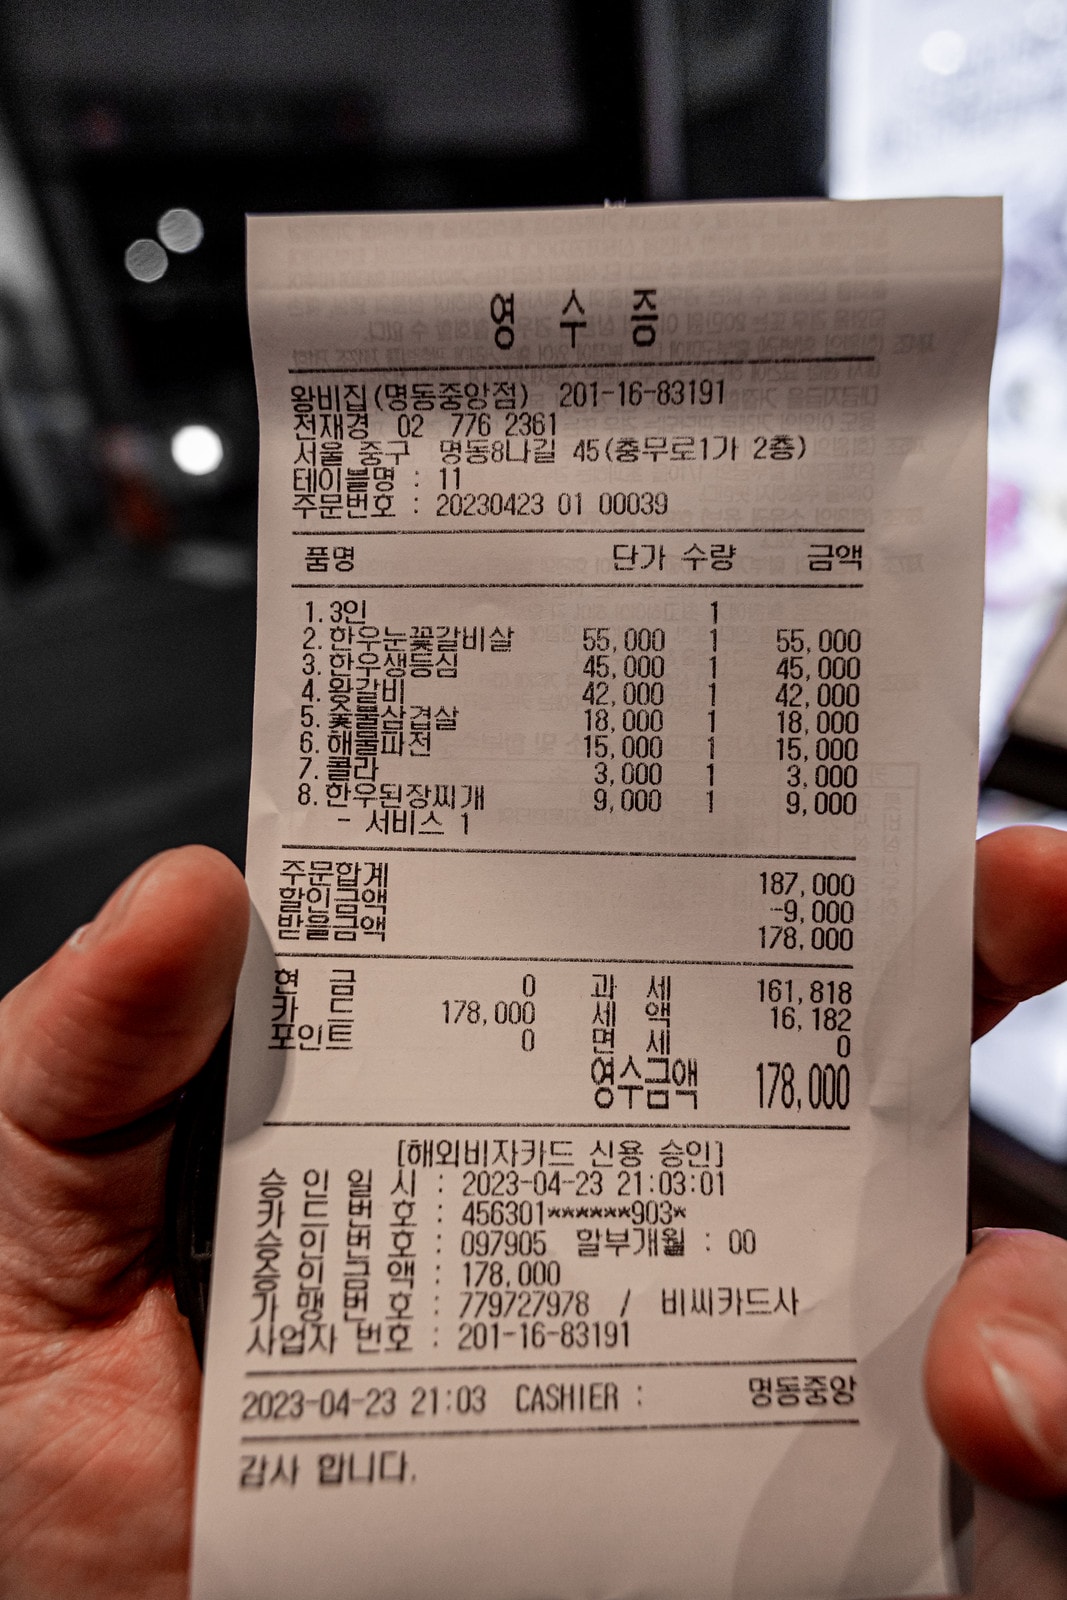 영 수 증
왕비집(명동중앙점) 201-16-83191
전재경 02 776 2361
서울 중구 명동8나길 45(충무로1가 2층)
테이블명 : 11
주문번호 : 20230423 01 00039
품명 단가 수량 금액
1.3인 1
2.한우눈꽃갈비살 55,000 1 55,000
3.한우생등심 45,000 1 45,000
4.왕갈비 42,000 1 42,000
5.숯불삼겹살 18,000 1 18,000
6.해물파전 15,000 1 15,000
7.콜라 3,000 1 3,000
8.한우된장찌개 9,000 1 9,000
- 서비스 1
주문합계 187,000
할인금액 -9,000
받을금액 178,000
현 금 0 과 세 161,818
카 드 178,000 세 액 16,182
포인트 0 면 세 0
영수금액 178,000
[해외비자카드 신용 승인]
승 인 일 시 : 2023-04-23 21:03:01
카 드 번 호 : 456301******903*
승 인 번 호 : 097905 할부개월 : 00
승 인 금 액 : 178,000
가 맹 번 호 : 779727978 / 비씨카드사
사업자 번호 : 201-16-83191
2023-04-23 21:03 CASHIER : 명동중앙
감사 합니다.